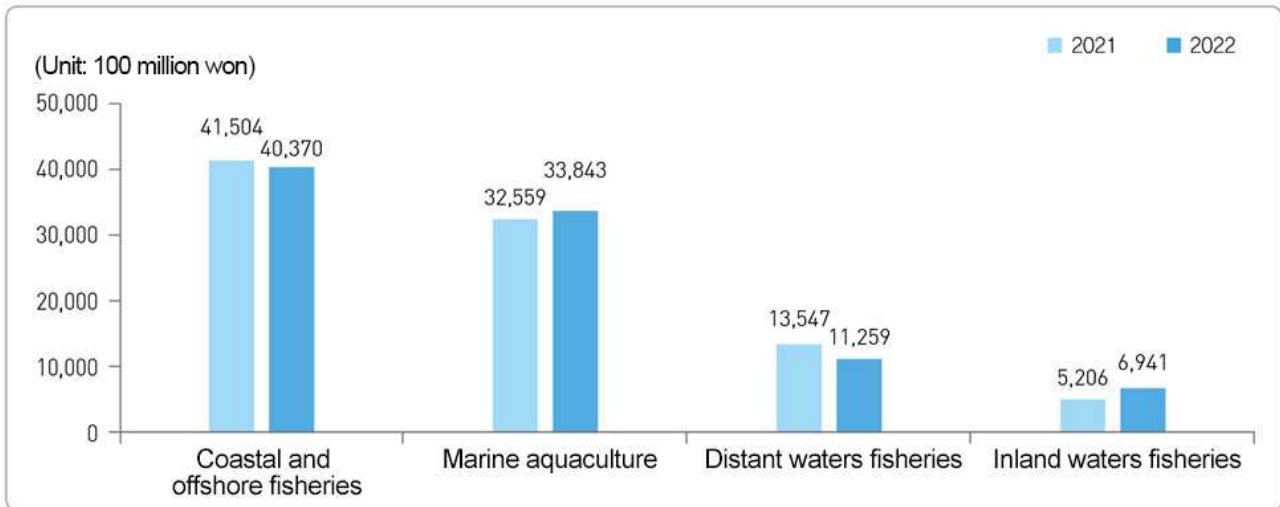 2021 2022
(Unit: 100 million won)
50,000
41,504
40,370
40,000
33,843
32,559
30,000
20,000
13,547
11,259
10,000
6,941
5,206
0
Coastal and
offshore fisheries
Marine aquaculture
Distant waters fisheries
Inland waters fisheries